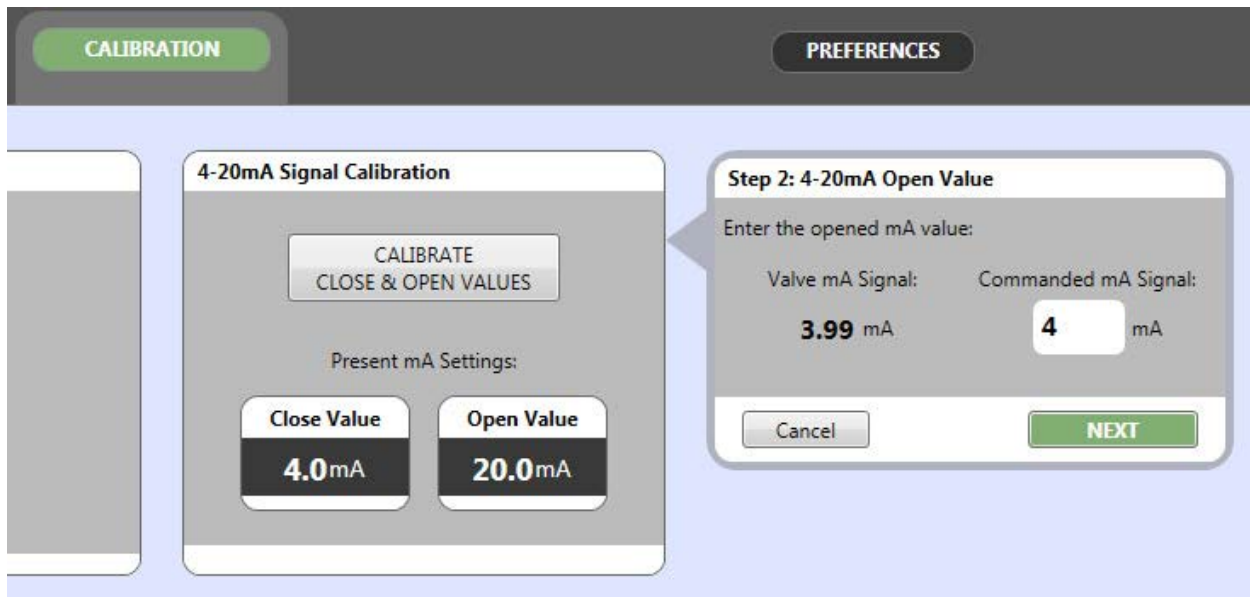 CALIBRATION
PREFERENCES
4-20mA Signal Calibration
CALIBRATE
CLOSE & OPEN VALUES
Present mA Settings:
Close Value
4.0mA
Open Value
20.0mA
Step 2: 4-20mA Open Value
Enter the opened mA value:
Valve mA Signal:
3.99 mA
Commanded mA Signal:
4 mA
Cancel
NEXT